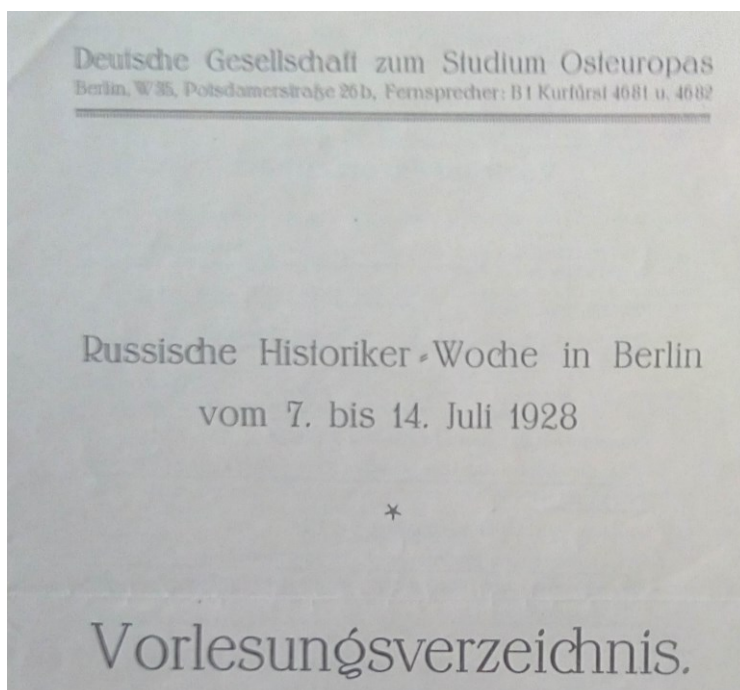 Deutsche Gesellschaft zum Studium Osteuropas
Berlin, W 35, Potsdamerstraße 26 b, Fernsprecher: B 1 Kurfürst 4681 u. 4682
Russische Historiker-Woche in Berlin
vom 7. bis 14. Juli 1928
*
Vorlesungsverzeichnis.